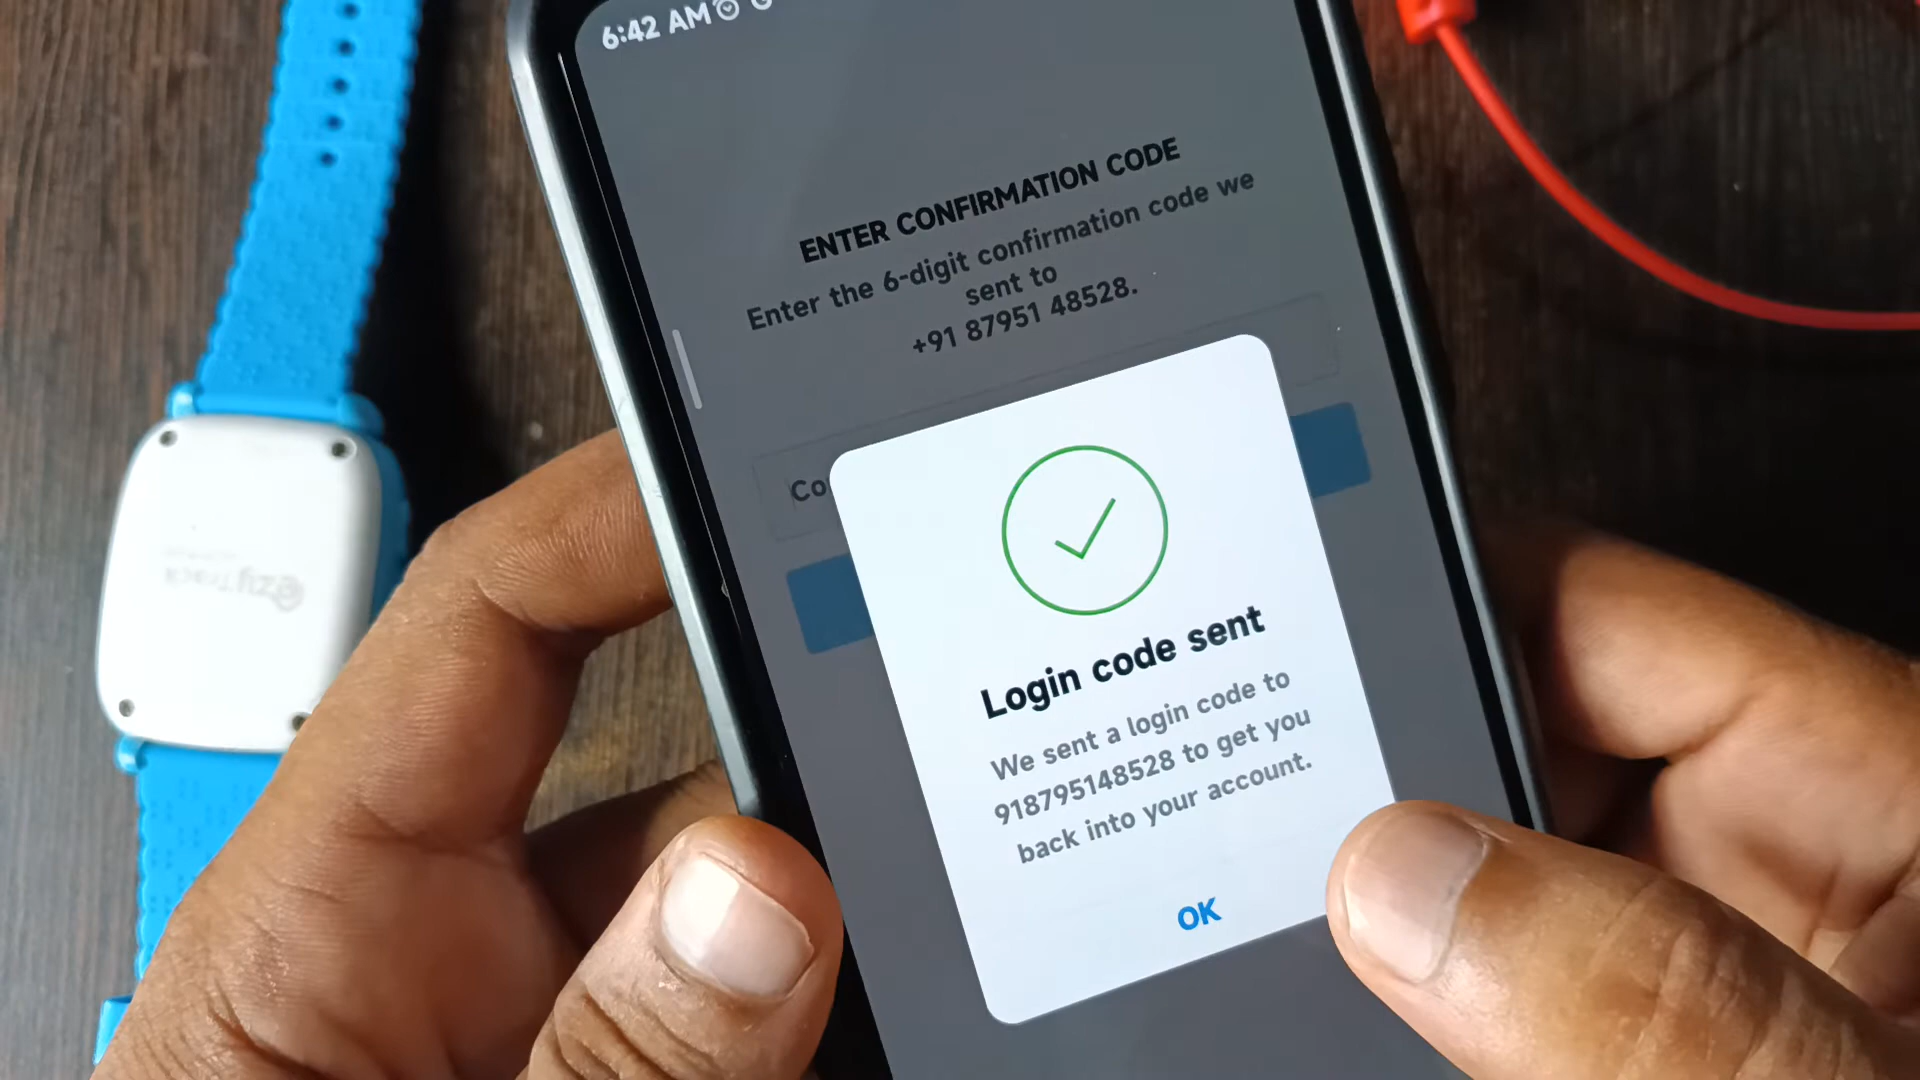 6:42 AM
ENTER CONFIRMATION CODE
Enter the 6-digit confirmation code we
sent to
+91 87951 48528.
Co
Login code sent
We sent a login code to
918795148528 to get you
back into your account.
OK
ezyTrack